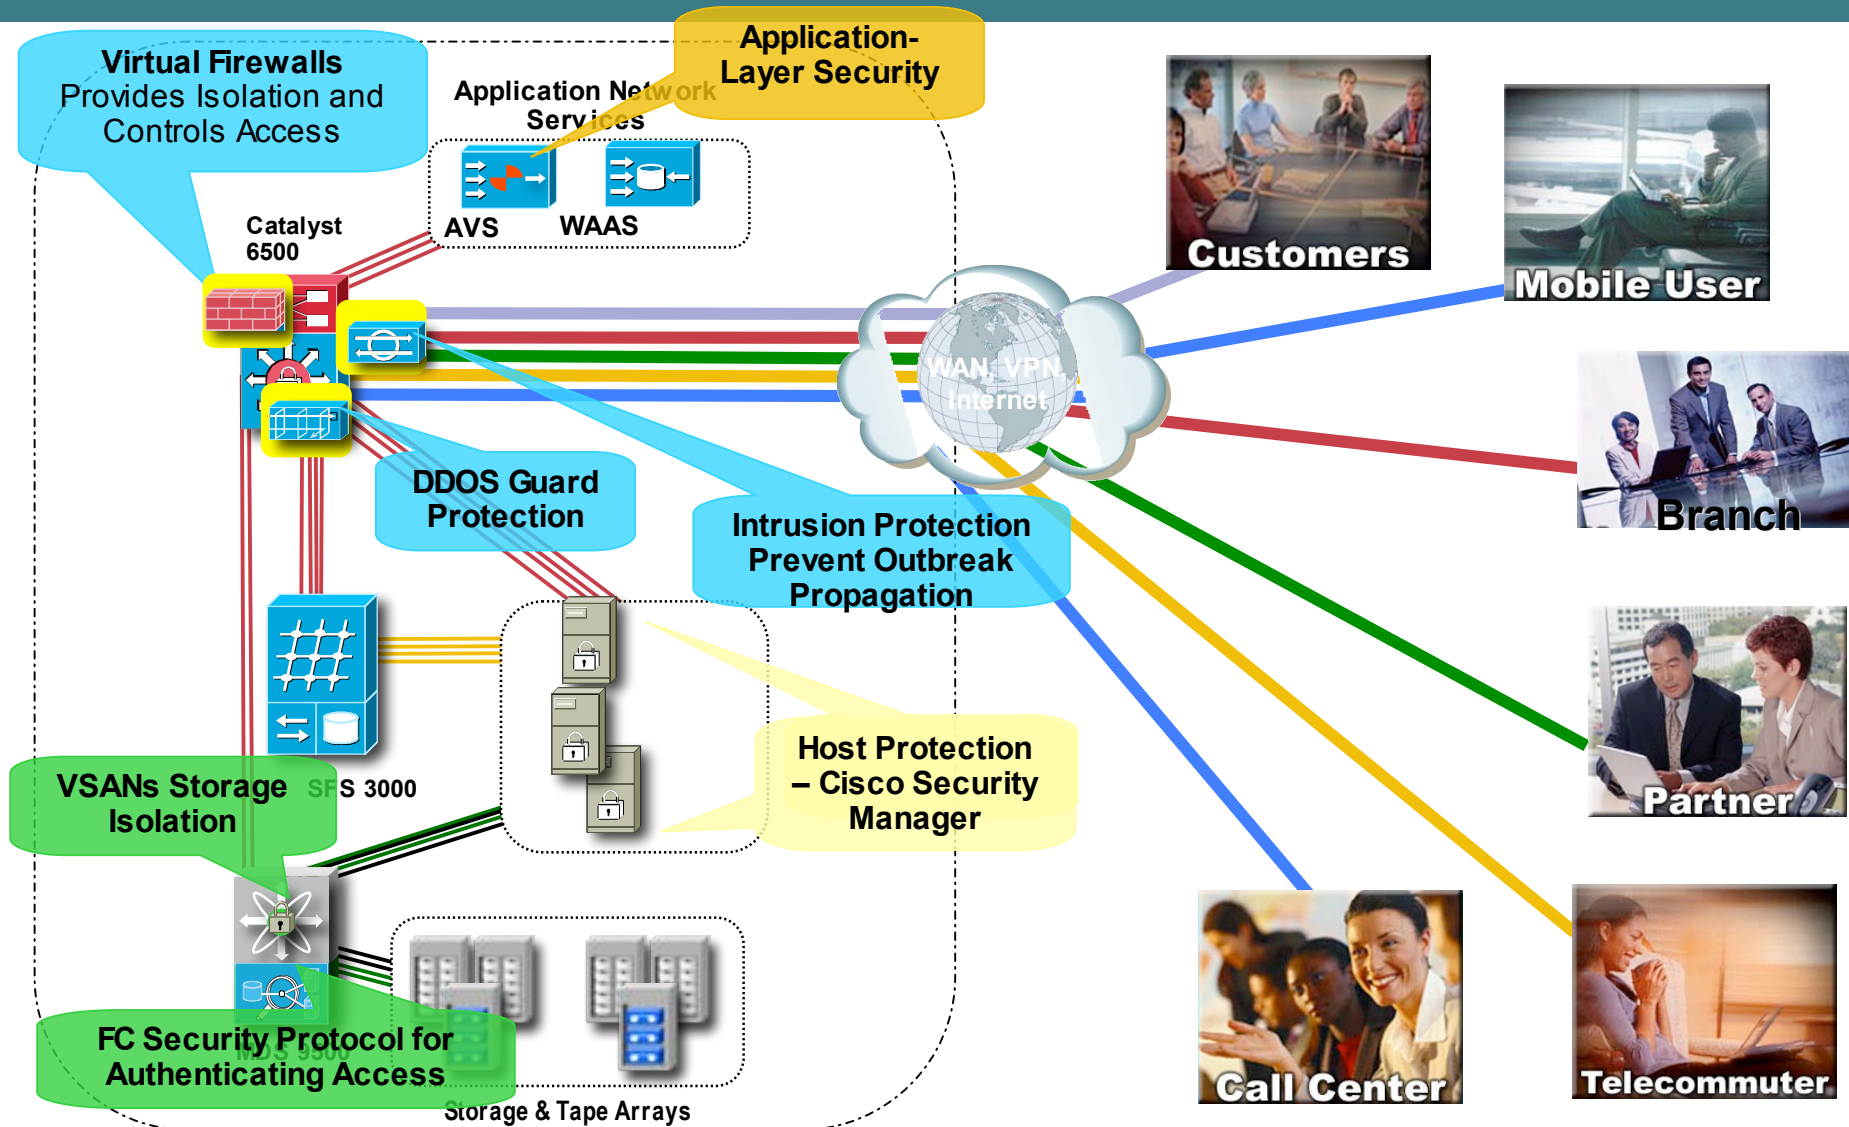 Virtual Firewalls
Provides Isolation and
Controls Access
Application-
Layer Security
Application Network
Services
AVS
WAAS
Catalyst
6500
WAN, VPN,
Internet
DDOS Guard
Protection
Intrusion Protection
Prevent Outbreak
Propagation
Host Protection
– Cisco Security
Manager
VSANs Storage
Isolation
SFS 3000
FC Security Protocol for
Authenticating Access
MDS 9500
Storage & Tape Arrays
Customers
Mobile User
Branch
Partner
Call Center
Telecommuter